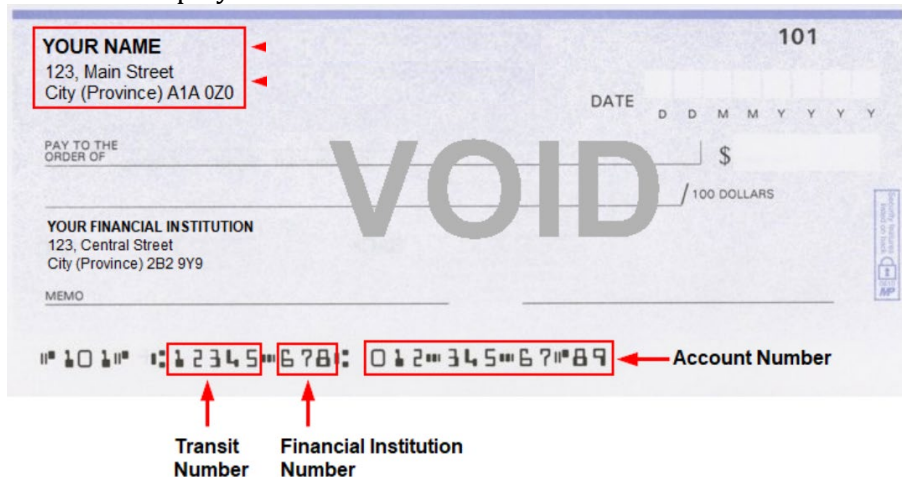 YOUR NAME
123, Main Street
City (Province) A1A 0Z0
101
DATE
D D M M Y Y Y Y
PAY TO THE
ORDER OF
$
VOID
/100 DOLLARS
YOUR FINANCIAL INSTITUTION
123, Central Street
City (Province) 2B2 9Y9
MEMO
⑈101⑈ ⑆12345⑉678⑆ 012⑉345⑉67⑈89
Account Number
Transit
Number
Financial Institution
Number